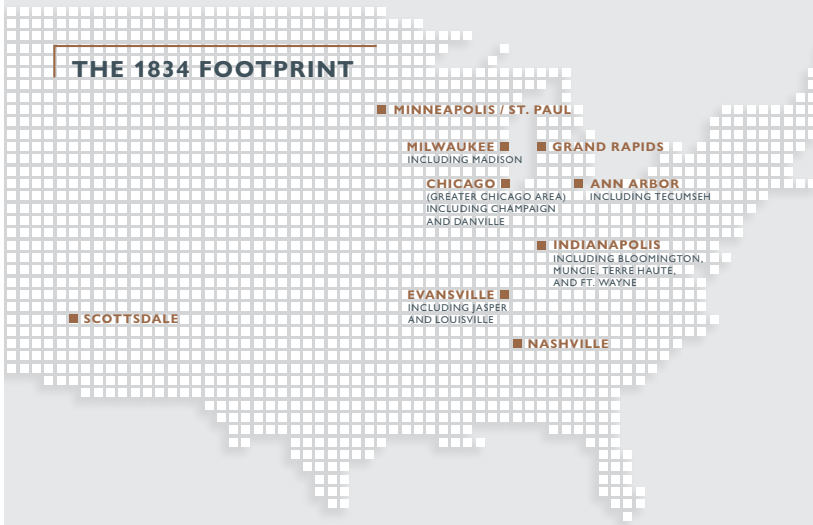 THE 1834 FOOTPRINT
MINNEAPOLIS / ST. PAUL
MILWAUKEE
INCLUDING MADISON
GRAND RAPIDS
CHICAGO
(GREATER CHICAGO AREA)
INCLUDING CHAMPAIGN
AND DANVILLE
ANN ARBOR
INCLUDING TECUMSEH
INDIANAPOLIS
INCLUDING BLOOMINGTON,
MUNCIE, TERRE HAUTE,
AND FT. WAYNE
EVANSVILLE
INCLUDING JASPER
AND LOUISVILLE
SCOTTSDALE
NASHVILLE